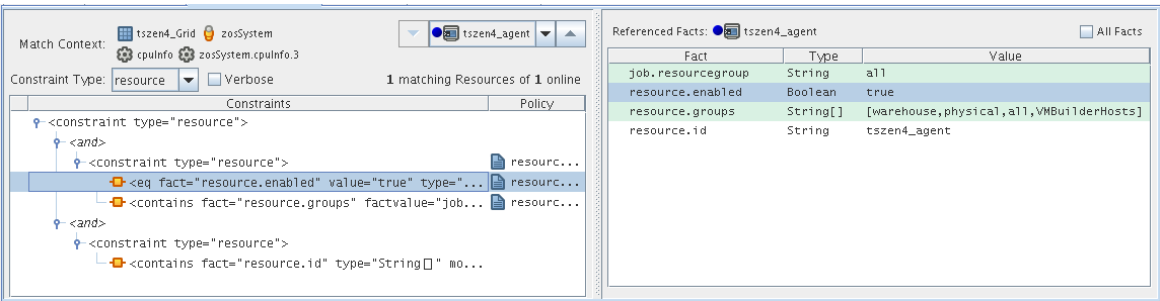 Match Context: tszen4_Grid zosSystem
cpuInfo zosSystem.cpuInfo.3
tszen4_agent
Constraint Type: resource Verbose 1 matching Resources of 1 online
Constraints Policy
<constraint type="resource">
<and>
<constraint type="resource"> resourc...
<eq fact="resource.enabled" value="true" type="... resourc...
<contains fact="resource.groups" factvalue="job... resourc...
<and>
<constraint type="resource">
<contains fact="resource.id" type="String[]" mo...
Referenced Facts: tszen4_agent All Facts
Fact Type Value
job.resourcegroup String all
resource.enabled Boolean true
resource.groups String[] [warehouse,physical,all,VMBuilderHosts]
resource.id String tszen4_agent